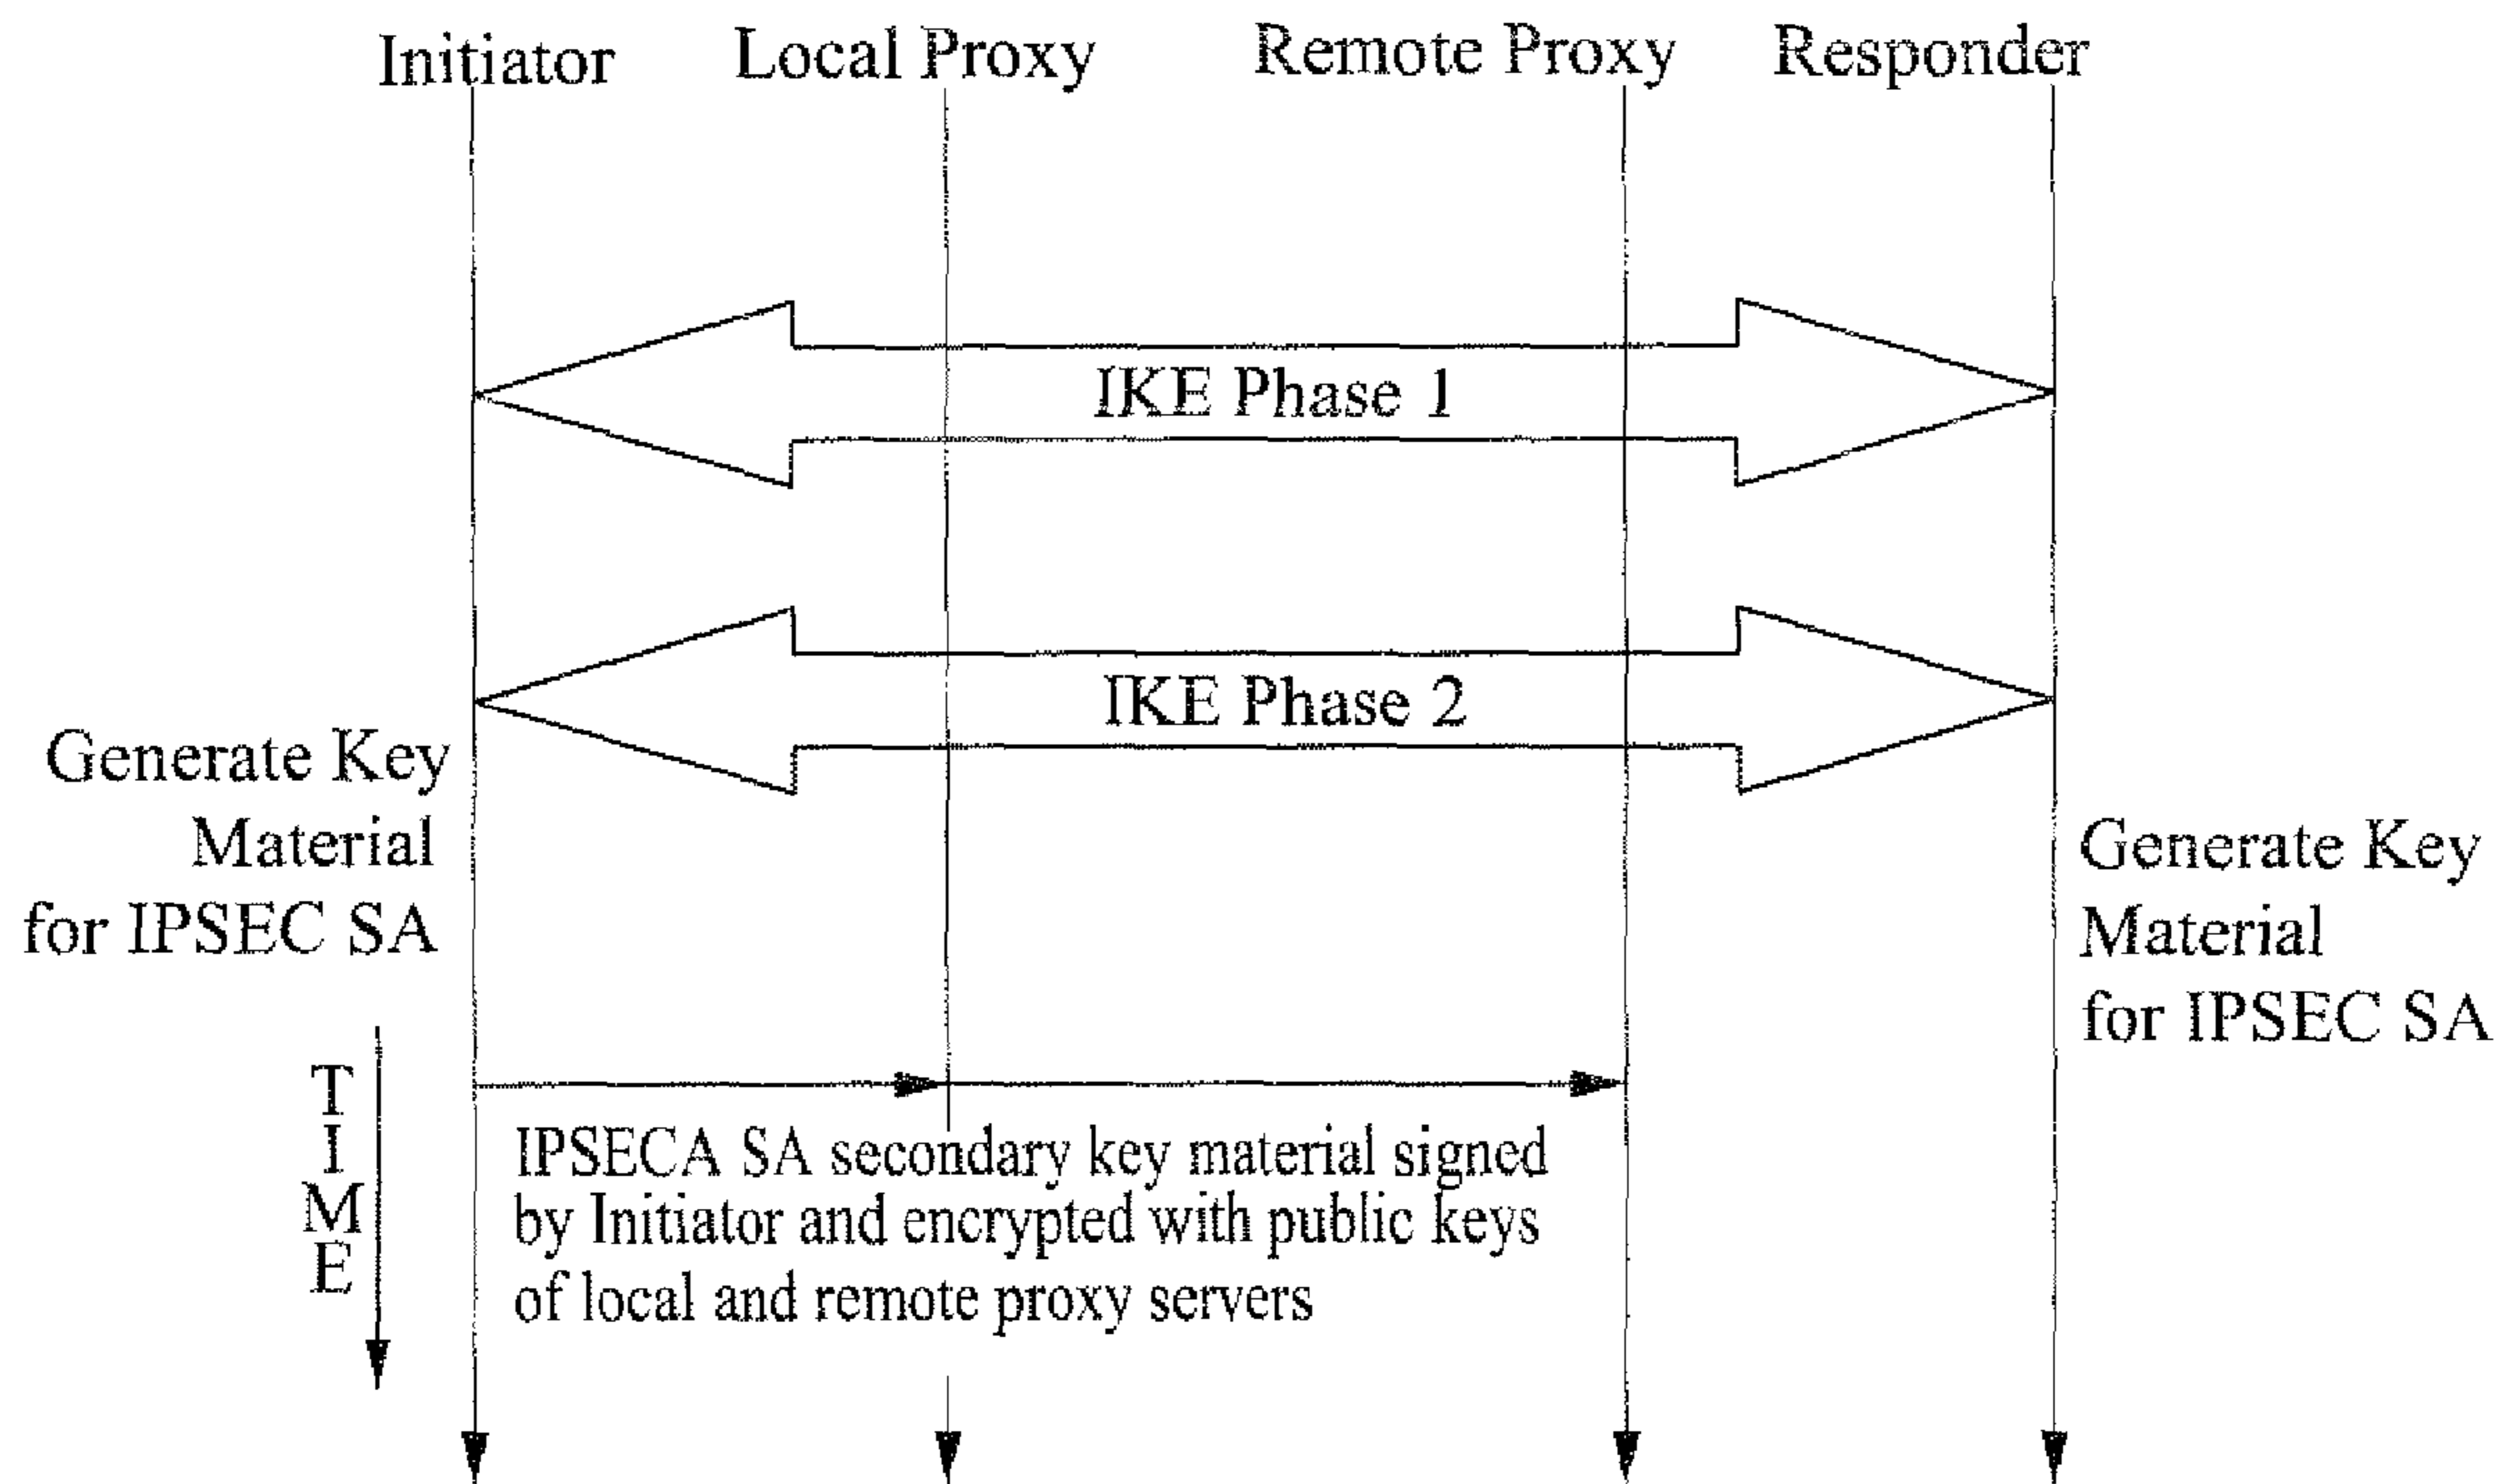 Initiator
Local Proxy
Remote Proxy
Responder
IKE Phase 1
IKE Phase 2
Generate Key
Material
for IPSEC SA
Generate Key
Material
for IPSEC SA
TIME
IPSECA SA secondary key material signed
by Initiator and encrypted with public keys
of local and remote proxy servers